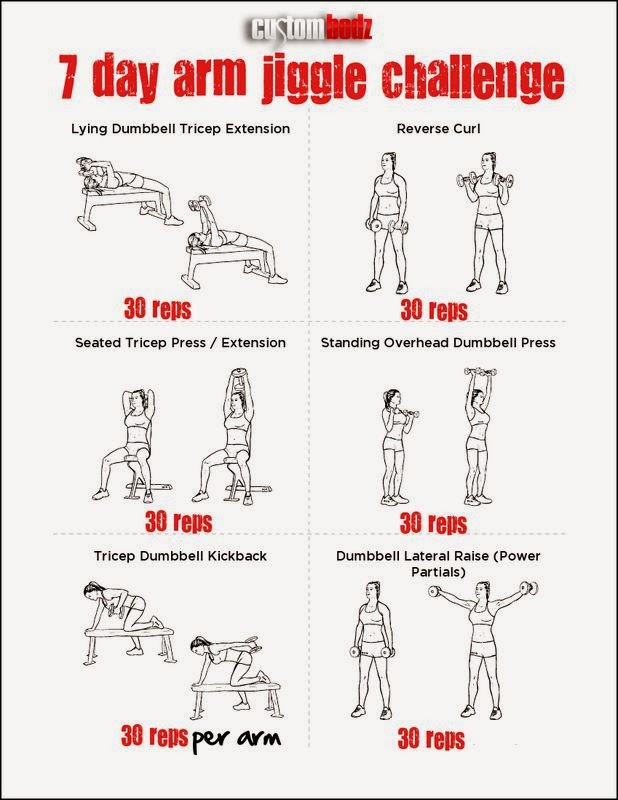 custombodz
7 day arm jiggle challenge
Lying Dumbbell Tricep Extension
30 reps
Reverse Curl
30 reps
Seated Tricep Press / Extension
30 reps
Standing Overhead Dumbbell Press
30 reps
Tricep Dumbbell Kickback
30 reps per arm
Dumbbell Lateral Raise (Power
Partials)
30 reps